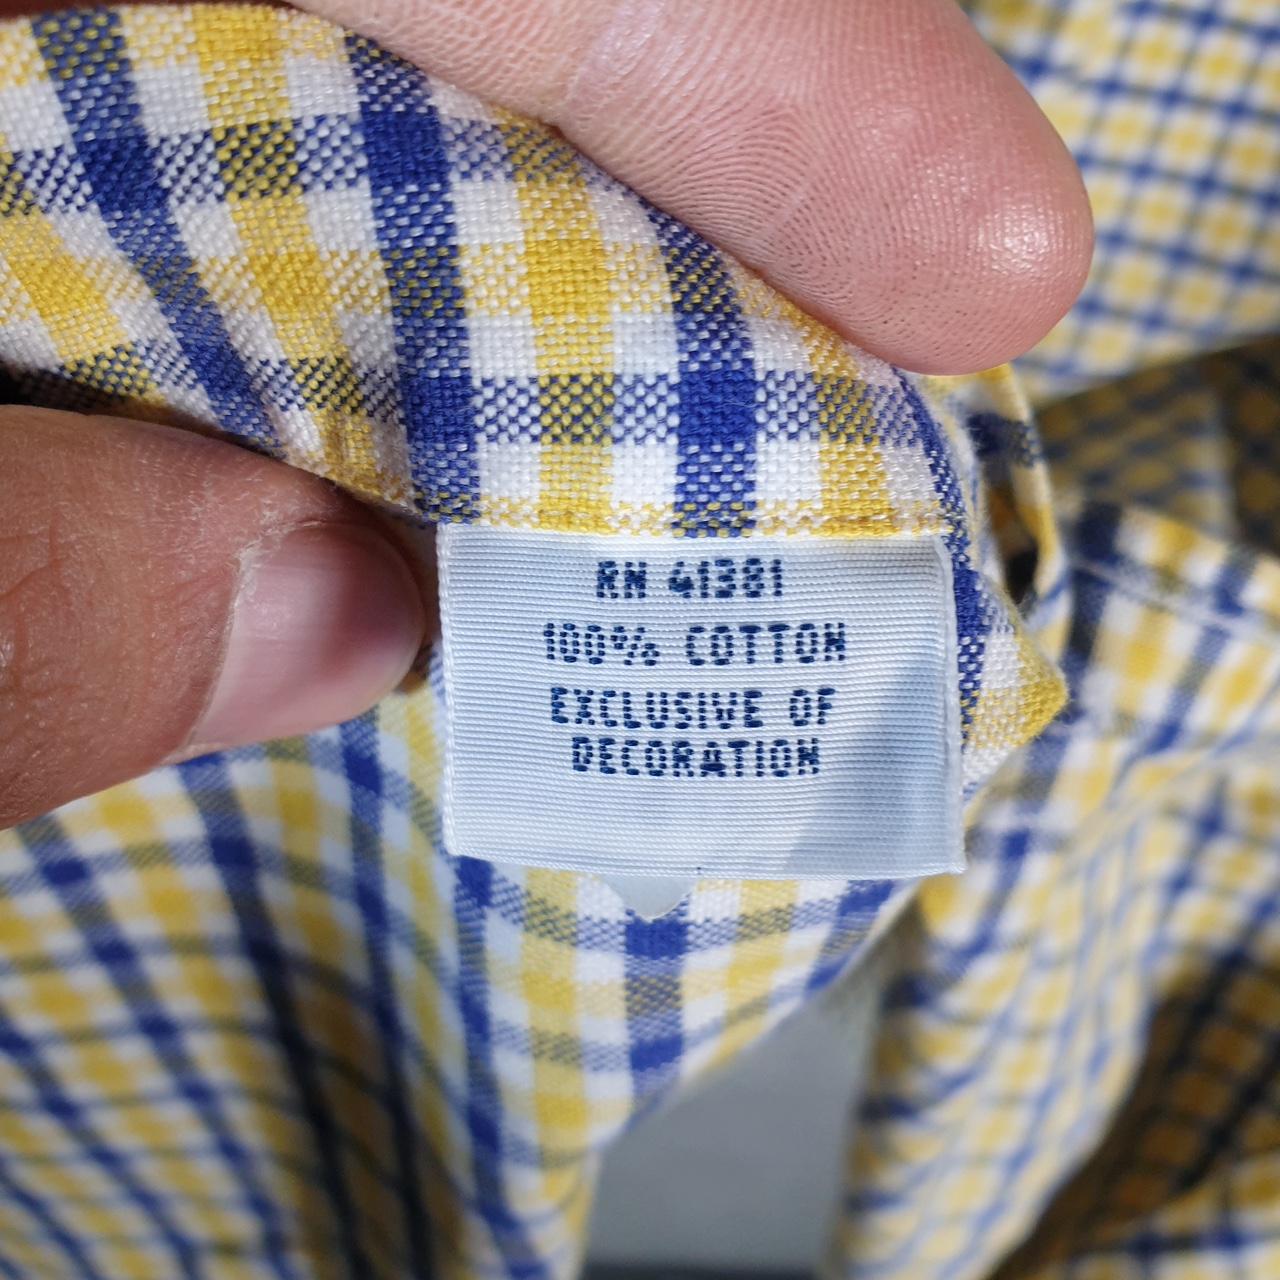 RN 41381
100% COTTON
EXCLUSIVE OF
DECORATION